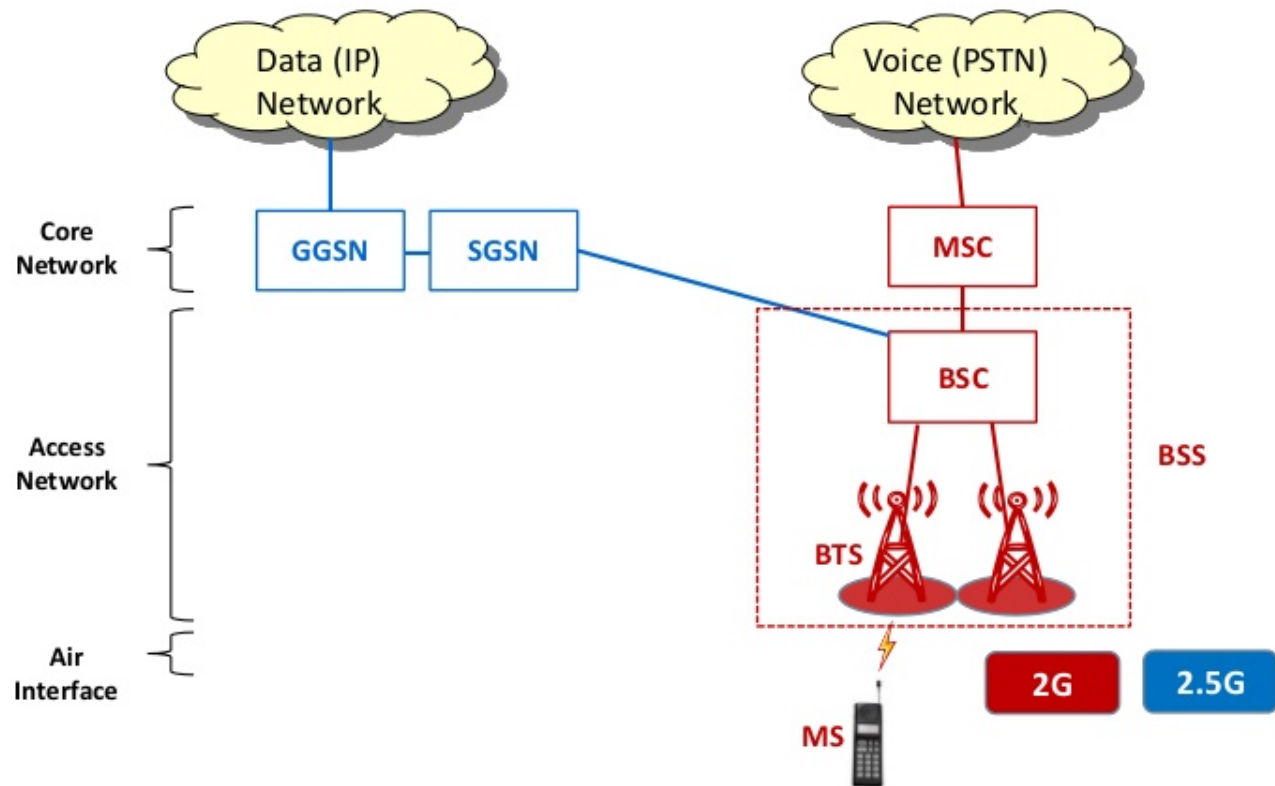 Data (IP)
Network
Voice (PSTN)
Network
Core
Network
GGSN
SGSN
MSC
BSC
Access
Network
BSS
BTS
Air
Interface
2G
2.5G
MS